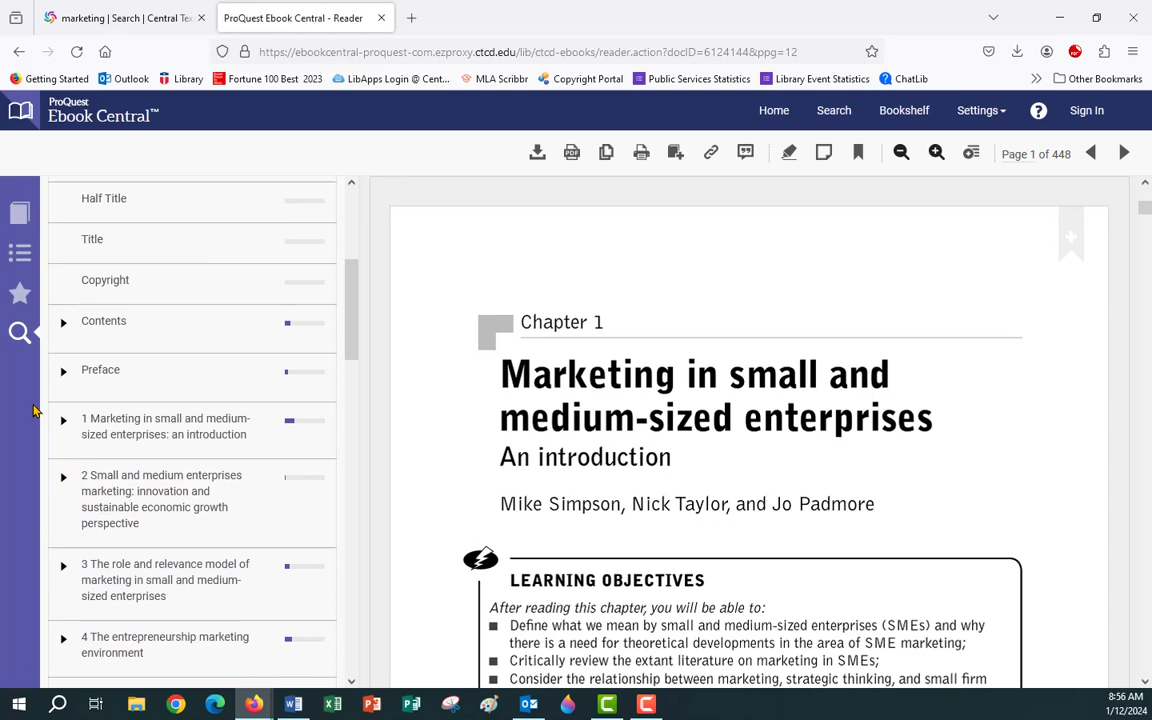 marketing | Search | Central Tex
ProQuest Ebook Central - Reader
https://ebookcentral-proquest-com.ezproxy.ctcd.edu/lib/ctcd-ebooks/reader.action?docID=6124144&ppg=12
Getting Started
Outlook
Library
Fortune 100 Best 2023
LibApps Login @ Cent...
MLA Scribbr
Copyright Portal
Public Services Statistics
Library Event Statistics
ChatLib
Other Bookmarks
ProQuest
Ebook Central™
Home
Search
Bookshelf
Settings
?
Sign In
PDF
Page 1 of 448
Half Title
Title
Copyright
Contents
Preface
1 Marketing in small and medium-
sized enterprises: an introduction
2 Small and medium enterprises
marketing: innovation and
sustainable economic growth
perspective
3 The role and relevance model of
marketing in small and medium-
sized enterprises
4 The entrepreneurship marketing
environment
Chapter 1
Marketing in small and
medium-sized enterprises
An introduction
Mike Simpson, Nick Taylor, and Jo Padmore
LEARNING OBJECTIVES
After reading this chapter, you will be able to:
Define what we mean by small and medium-sized enterprises (SMEs) and why
there is a need for theoretical developments in the area of SME marketing;
Critically review the extant literature on marketing in SMEs;
Consider the relationship between marketing, strategic thinking, and small firm
8:56 AM
1/12/2024